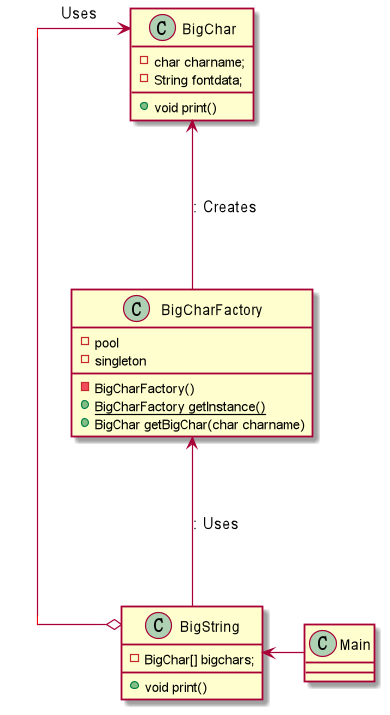 Uses
C BigChar
char charname;
String fontdata;
void print()
: Creates
C BigCharFactory
pool
singleton
BigCharFactory()
BigCharFactory getInstance()
BigChar getBigChar(char charname)
: Uses
C BigString
BigChar[] bigchars;
void print()
C Main